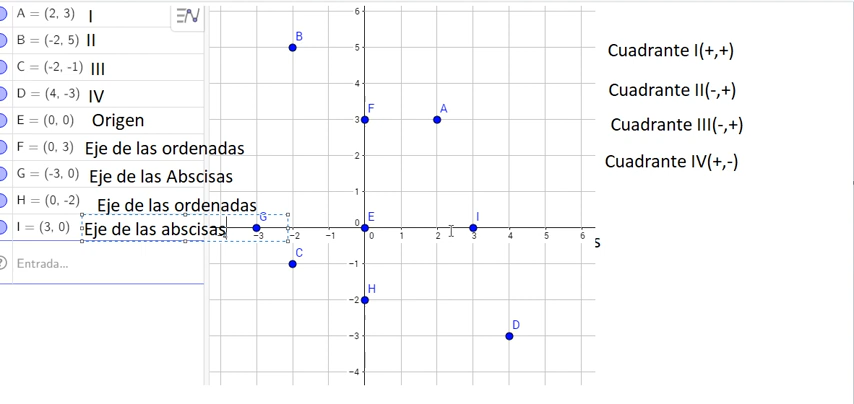 A = (2, 3) I
B = (-2, 5) II
C = (-2, -1) III
D = (4, -3) IV
E = (0, 0) Origen
F = (0, 3) Eje de las ordenadas
G = (-3, 0) Eje de las Abscisas
H = (0, -2) Eje de las ordenadas
I = (3, 0) Eje de las abscisas
Entrada...
6
B
5
4
F A
3
2
1
G E I
0
-3 -2 -1 0 1 2 3 4 5 6
s
C
-1
H
-2
D
-3
-4
Cuadrante I(+,+)
Cuadrante II(-,+)
Cuadrante III(-,+)
Cuadrante IV(+,-)